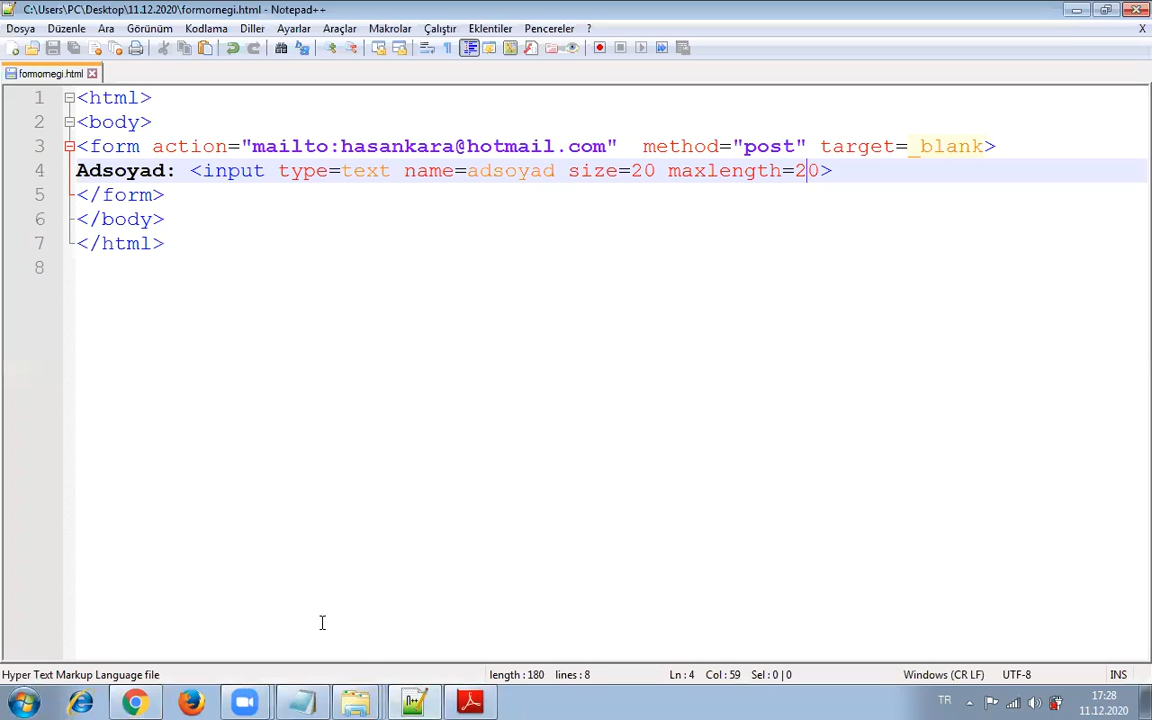 C:\Users\PC\Desktop\11.12.2020\formornegi.html - Notepad++
Dosya Düzenle Ara Görünüm Kodlama Diller Ayarlar Araçlar Makrolar Çalıştır Eklentiler Pencereler ? X
formornegi.html
1 <html>
2 <body>
3 <form action="mailto:hasankara@hotmail.com"  method="post" target=_blank>
4 Adsoyad: <input type=text name=adsoyad size=20 maxlength=20>
5 </form>
6 </body>
7 </html>
8
Hyper Text Markup Language file length : 180 lines : 8 Ln : 4 Col : 59 Sel : 0 | 0 Windows (CR LF) UTF-8 INS
TR 17:28
11.12.2020